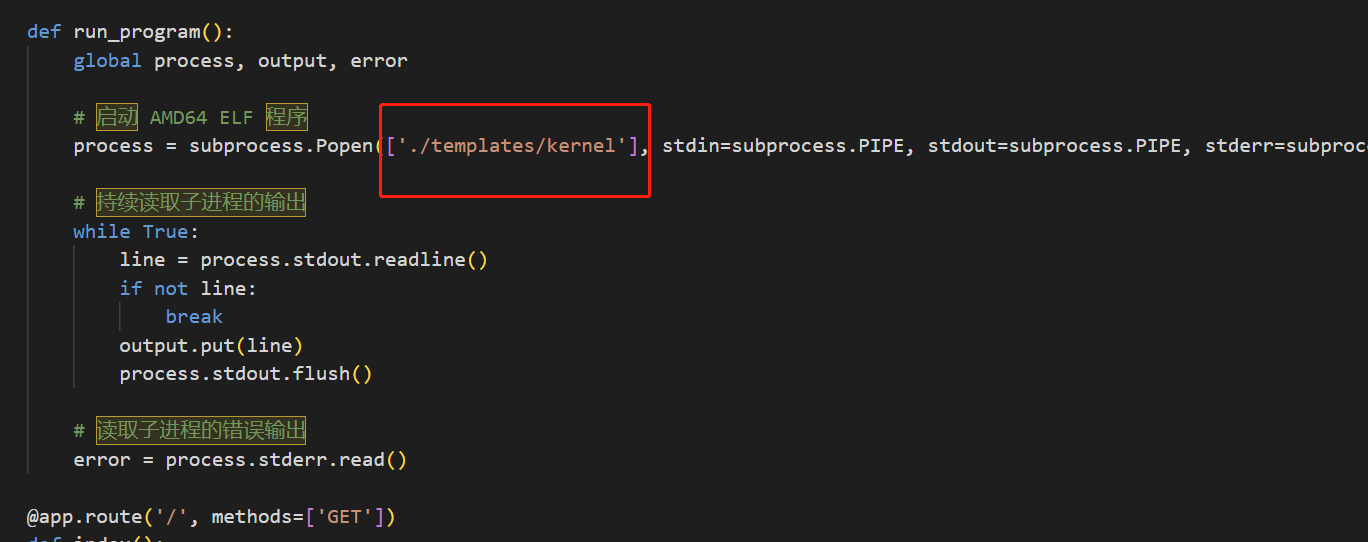 def run_program():
global process, output, error
# 启动 AMD64 ELF 程序
process = subprocess.Popen(['./templates/kernel'], stdin=subprocess.PIPE, stdout=subprocess.PIPE, stderr=subproc
# 持续读取子进程的输出
while True:
line = process.stdout.readline()
if not line:
break
output.put(line)
process.stdout.flush()
# 读取子进程的错误输出
error = process.stderr.read()
@app.route('/', methods=['GET'])
def index():